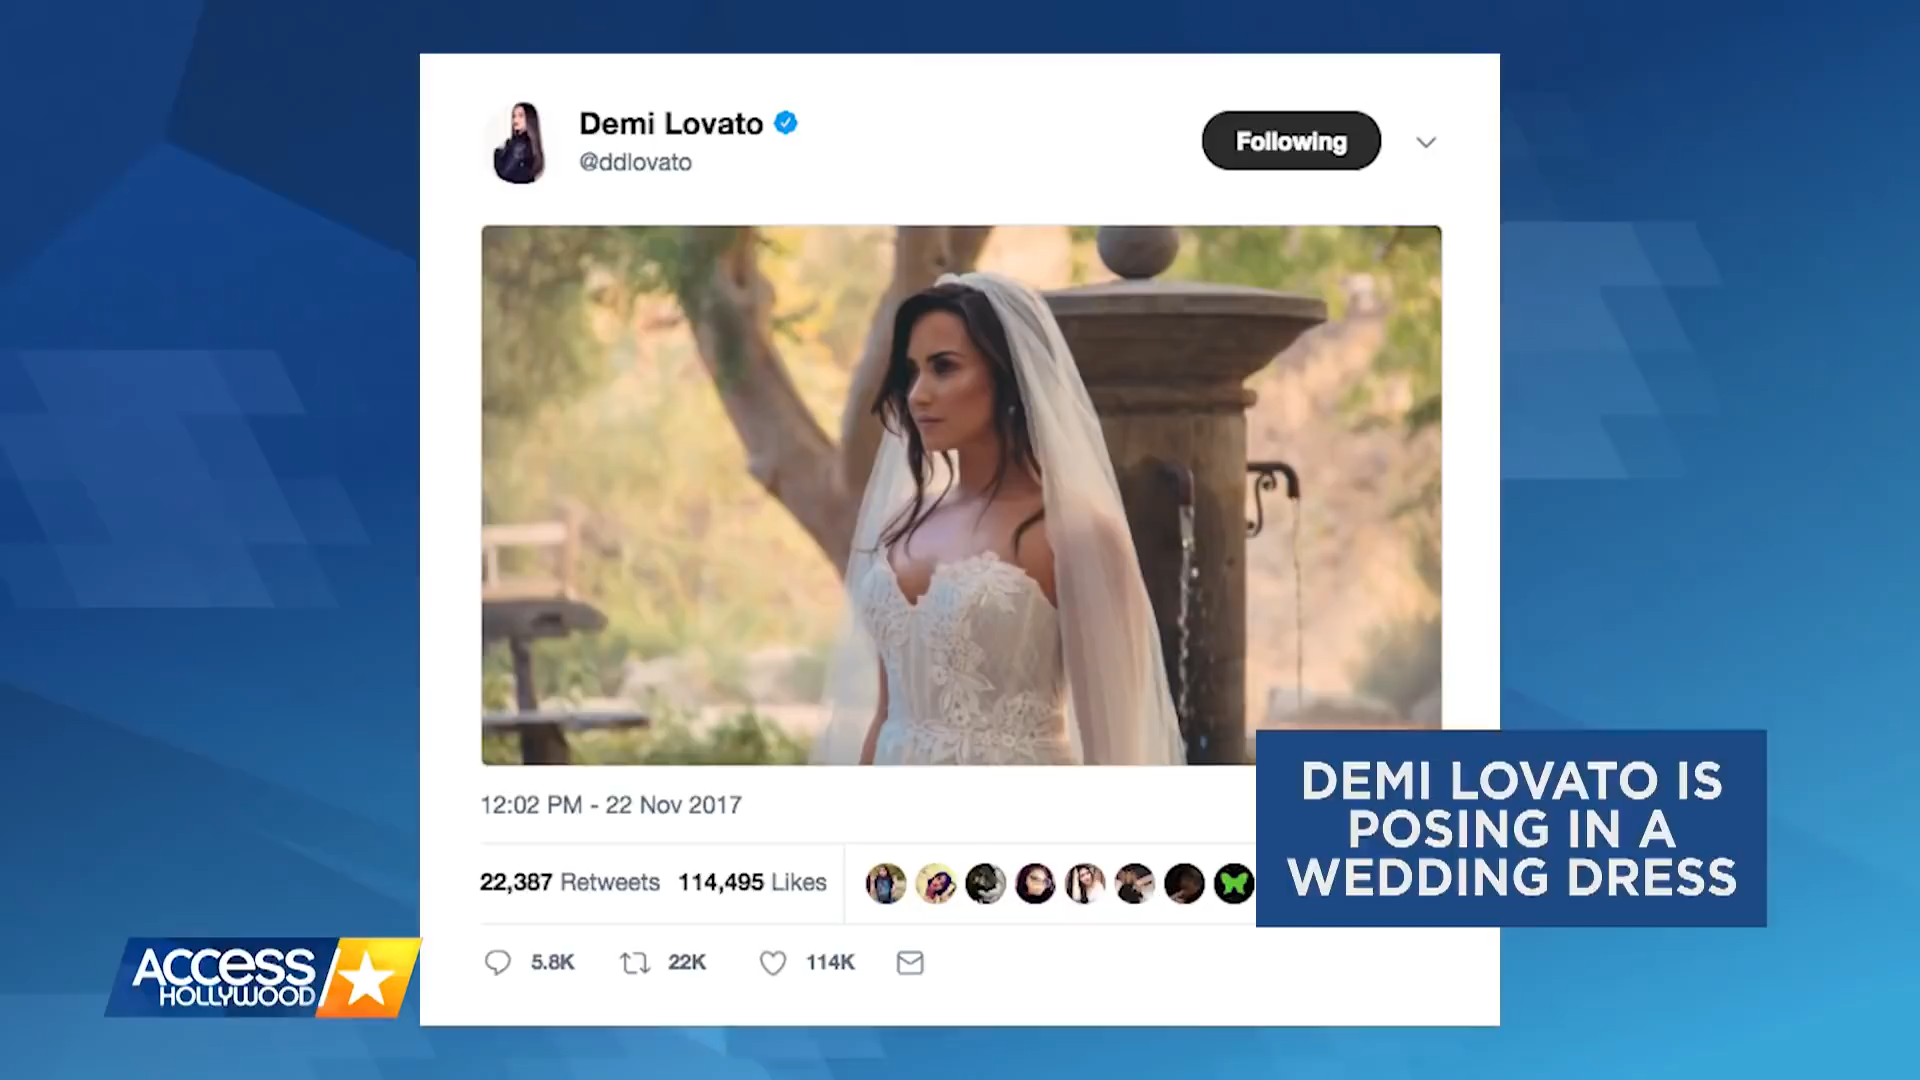 Demi Lovato
@ddlovato
Following
12:02 PM - 22 Nov 2017
22,387 Retweets 114,495 Likes
5.8K 22K 114K
DEMI LOVATO IS
POSING IN A
WEDDING DRESS
ACCESS
HOLLYWOOD